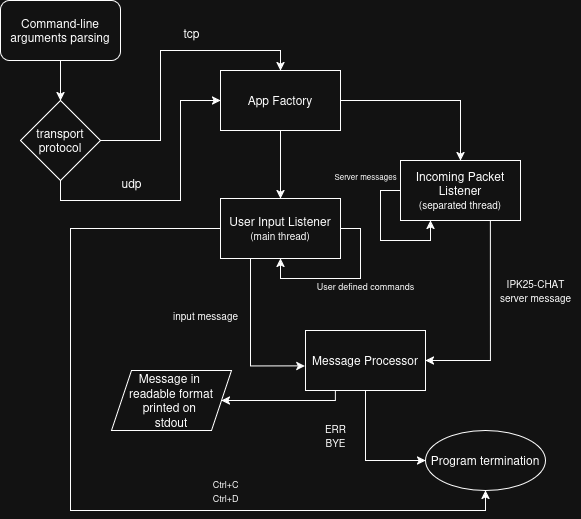 Command-line
arguments parsing
tcp
App Factory
transport
protocol
udp
Server messages
Incoming Packet
Listener
(separated thread)
User Input Listener
(main thread)
User defined commands
IPK25-CHAT
server message
input message
Message Processor
Message in
readable format
printed on
stdout
ERR
BYE
Program termination
Ctrl+C
Ctrl+D